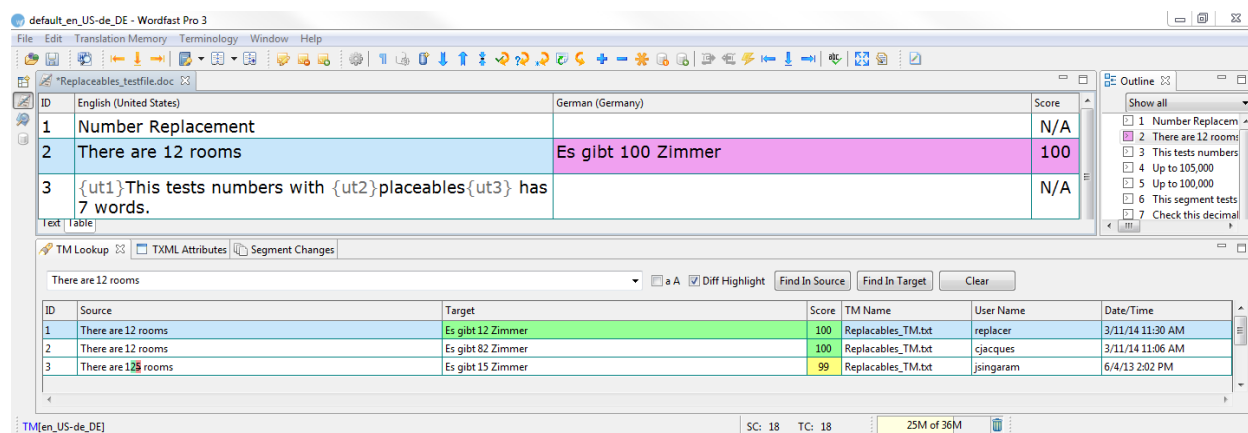 default_en_US-de_DE - Wordfast Pro 3
File Edit Translation Memory Terminology Window Help
*Replaceables_testfile.doc
ID English (United States) German (Germany) Score
1 Number Replacement N/A
2 There are 12 rooms Es gibt 100 Zimmer 100
3 {ut1}This tests numbers with {ut2}placeables{ut3} has N/A
7 words.
Text Table
Outline
Show all
1 Number Replacem
2 There are 12 rooms
3 This tests numbers
4 Up to 105,000
5 Up to 100,000
6 This segment tests
7 Check this decimal
TM Lookup TXML Attributes Segment Changes
There are 12 rooms a A Diff Highlight Find In Source Find In Target Clear
ID Source Target Score TM Name User Name Date/Time
1 There are 12 rooms Es gibt 12 Zimmer 100 Replacables_TM.txt replacer 3/11/14 11:30 AM
2 There are 12 rooms Es gibt 82 Zimmer 100 Replacables_TM.txt cjacques 3/11/14 11:06 AM
3 There are 125 rooms Es gibt 15 Zimmer 99 Replacables_TM.txt jsingaram 6/4/13 2:02 PM
TM[en_US-de_DE] SC: 18 TC: 18 25M of 36M